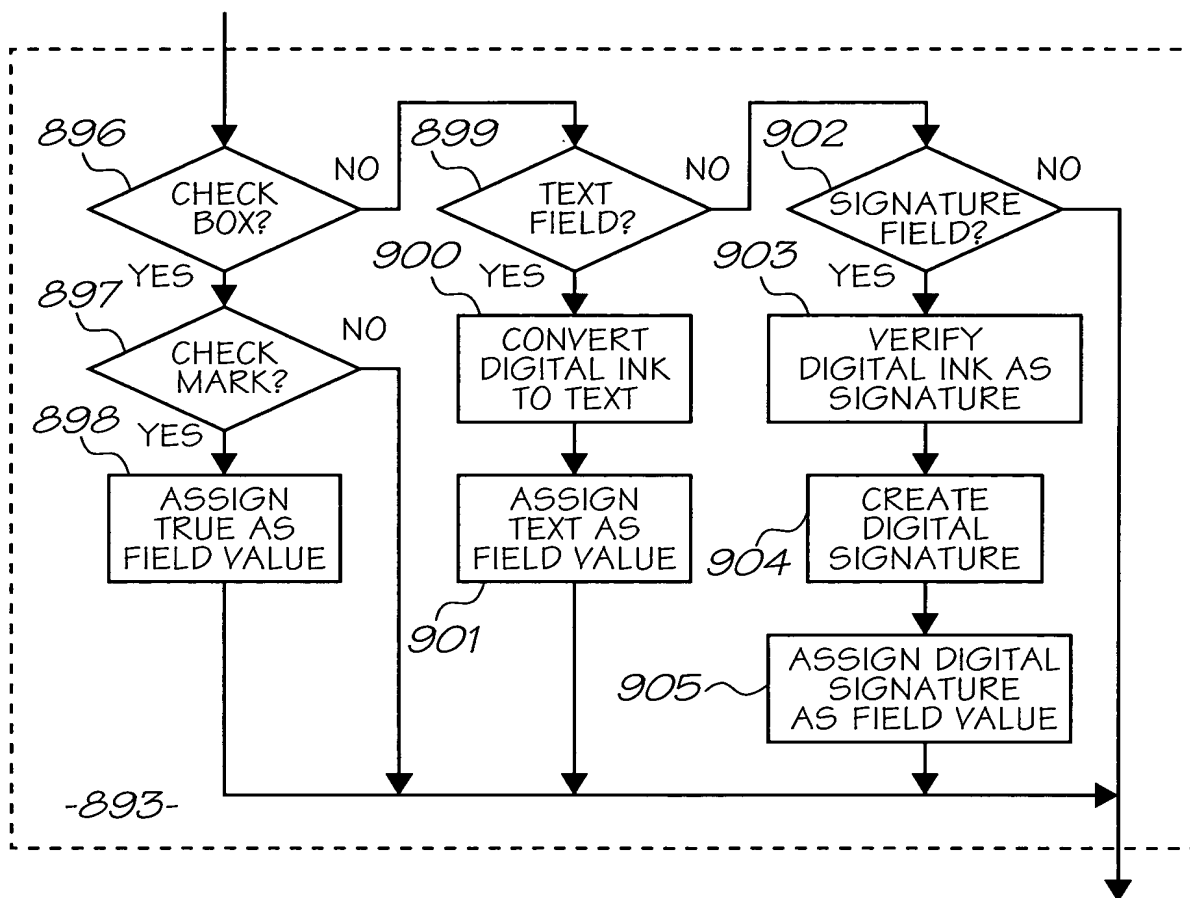 896
CHECK
BOX?
NO
YES
899
TEXT
FIELD?
NO
YES
902
SIGNATURE
FIELD?
NO
YES
897
CHECK
MARK?
NO
YES
900
CONVERT
DIGITAL INK
TO TEXT
903
VERIFY
DIGITAL INK AS
SIGNATURE
898
ASSIGN
TRUE AS
FIELD VALUE
ASSIGN
TEXT AS
FIELD VALUE
901
904
CREATE
DIGITAL
SIGNATURE
905
ASSIGN DIGITAL
SIGNATURE
AS FIELD VALUE
-893-